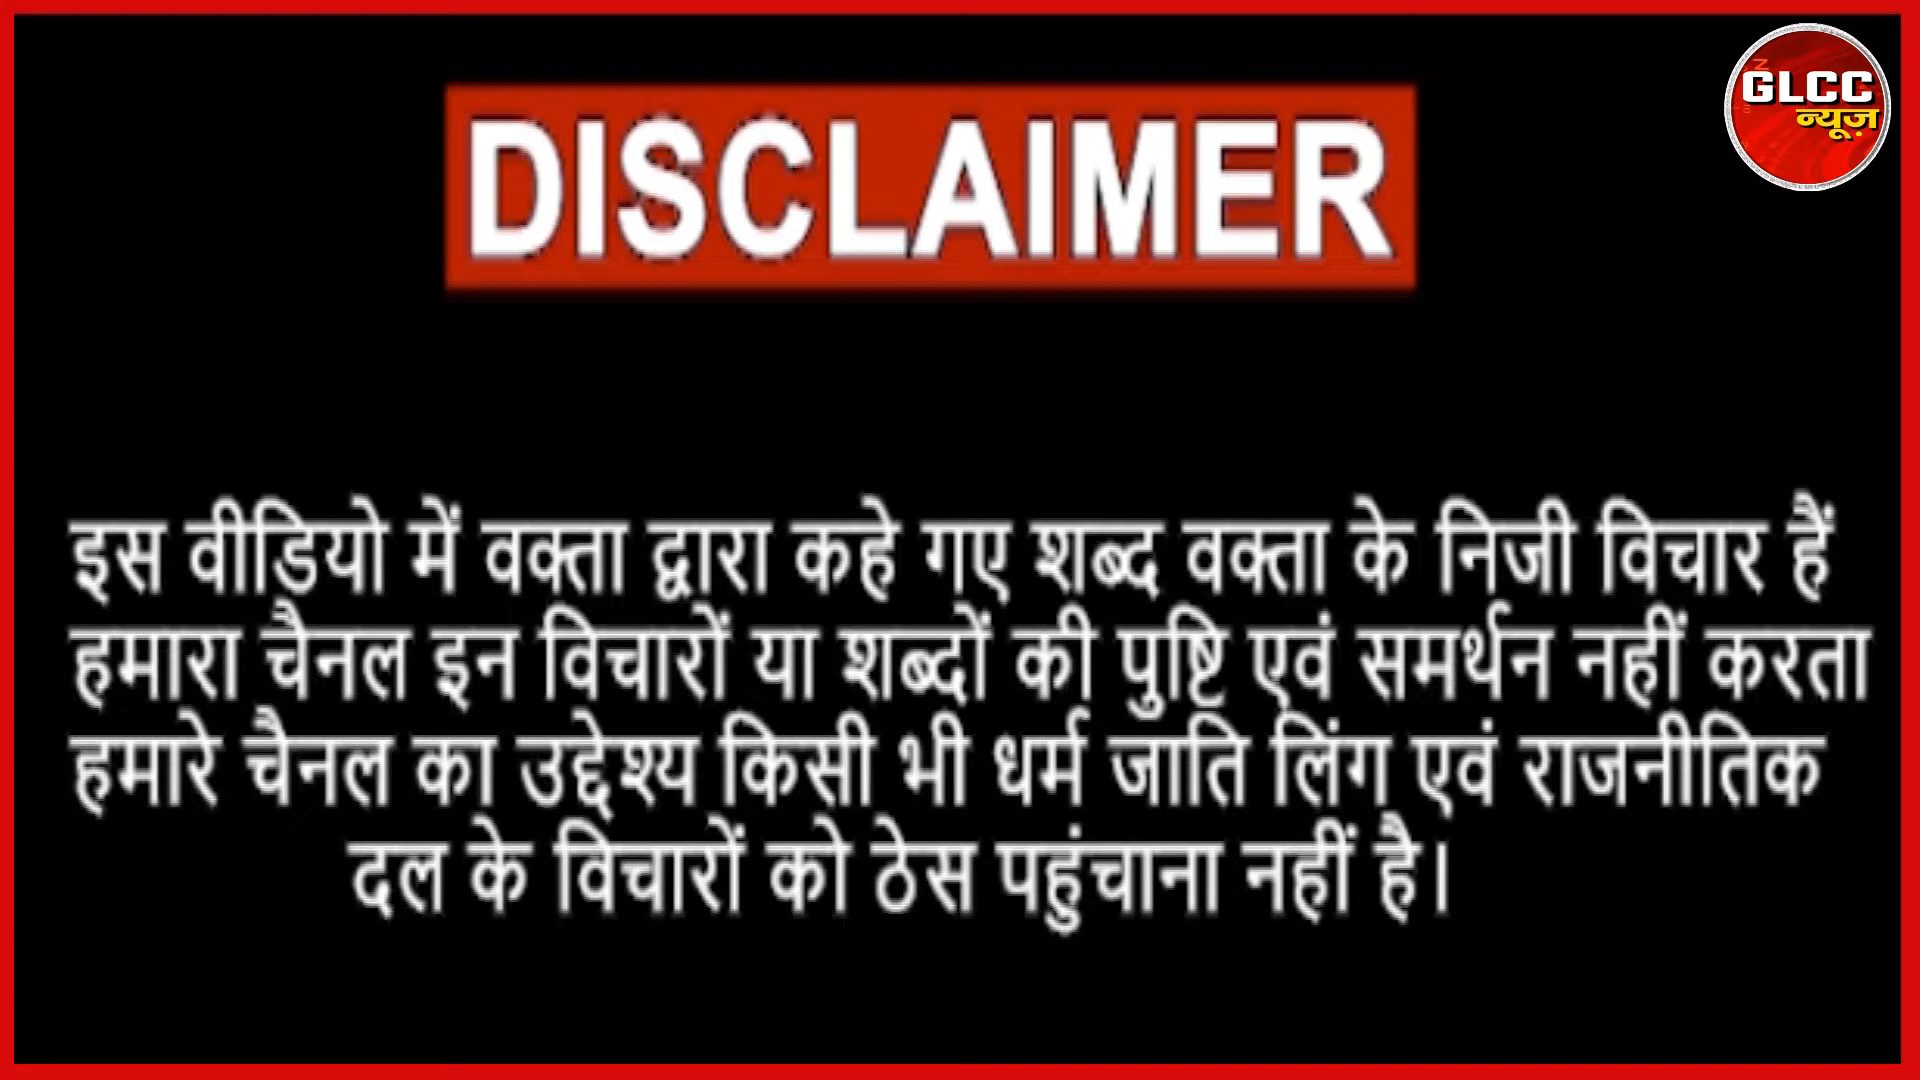 GLCC
न्यूज़
DISCLAIMER
इस वीडियो में वक्ता द्वारा कहे गए शब्द वक्ता के निजी विचार हैं
हमारा चैनल इन विचारों या शब्दों की पुष्टि एवं समर्थन नहीं करता
हमारे चैनल का उद्देश्य किसी भी धर्म जाति लिंग एवं राजनीतिक
दल के विचारों को ठेस पहुंचाना नहीं है।